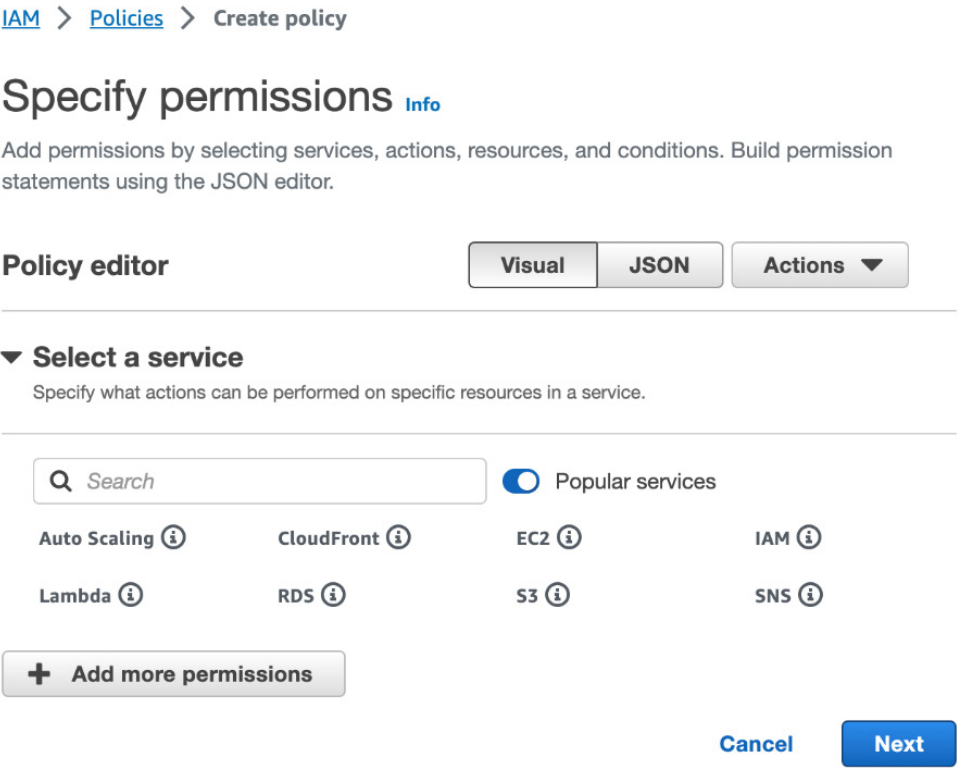 IAM > Policies > Create policy
Specify permissions Info
Add permissions by selecting services, actions, resources, and conditions. Build permission
statements using the JSON editor.
Policy editor Visual JSON Actions
Select a service
Specify what actions can be performed on specific resources in a service.
Search Popular services
Auto Scaling CloudFront EC2 IAM
Lambda RDS S3 SNS
+ Add more permissions
Cancel Next